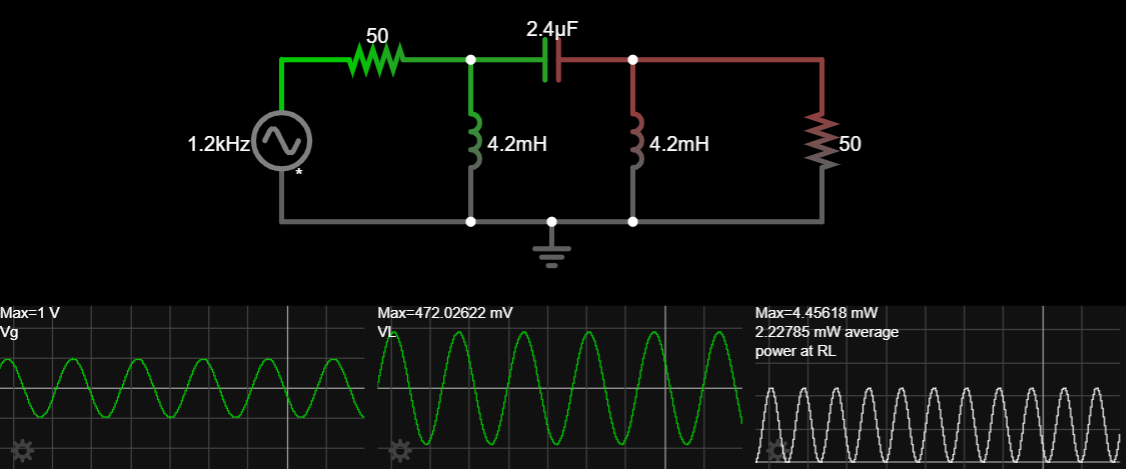 50
2.4µF
1.2kHz
*
4.2mH
4.2mH
50
Max=1 V
Vg
Max=472.02622 mV
VL
Max=4.45618 mW
2.22785 mW average
power at RL